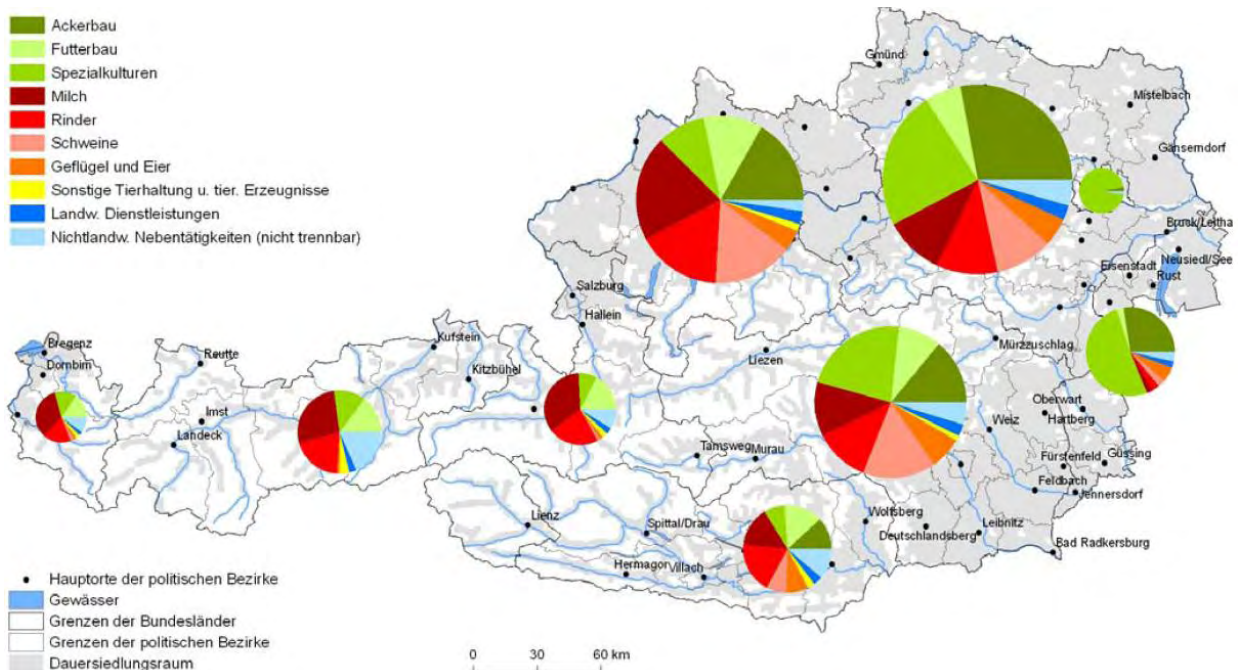 Ackerbau
Futterbau
Spezialkulturen
Milch
Rinder
Schweine
Geflügel und Eier
Sonstige Tierhaltung u. tier. Erzeugnisse
Landw. Dienstleistungen
Nichtlandw. Nebentätigkeiten (nicht trennbar)
Gmünd
Mistelbach
Gänserndorf
Bruck/Leitha
Neusiedl/See
Eisenstadt
Rust
Salzburg
Hallein
Bregenz
Dornbirn
Reutte
Kufstein
Kitzbühel
Liezen
Mürzzuschlag
Imst
Landeck
Oberwart
Hartberg
Weiz
Tamsweg
Murau
Fürstenfeld
Güssing
Feldbach
Jennersdorf
Lienz
Spittal/Drau
Wolfsberg
Deutschlandsberg
Leibnitz
Bad Radkersburg
Hermagor
Villach
Hauptorte der politischen Bezirke
Gewässer
Grenzen der Bundesländer
Grenzen der politischen Bezirke
Dauersiedlungsraum
0 30 60 km